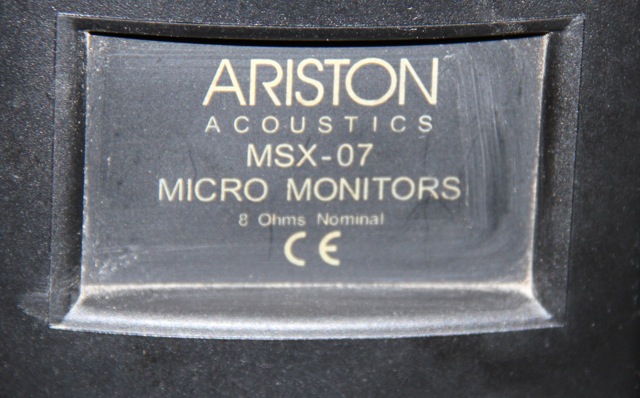 ARISTON
ACOUSTICS
MSX-07
MICRO MONITORS
8 Ohms Nominal
CE